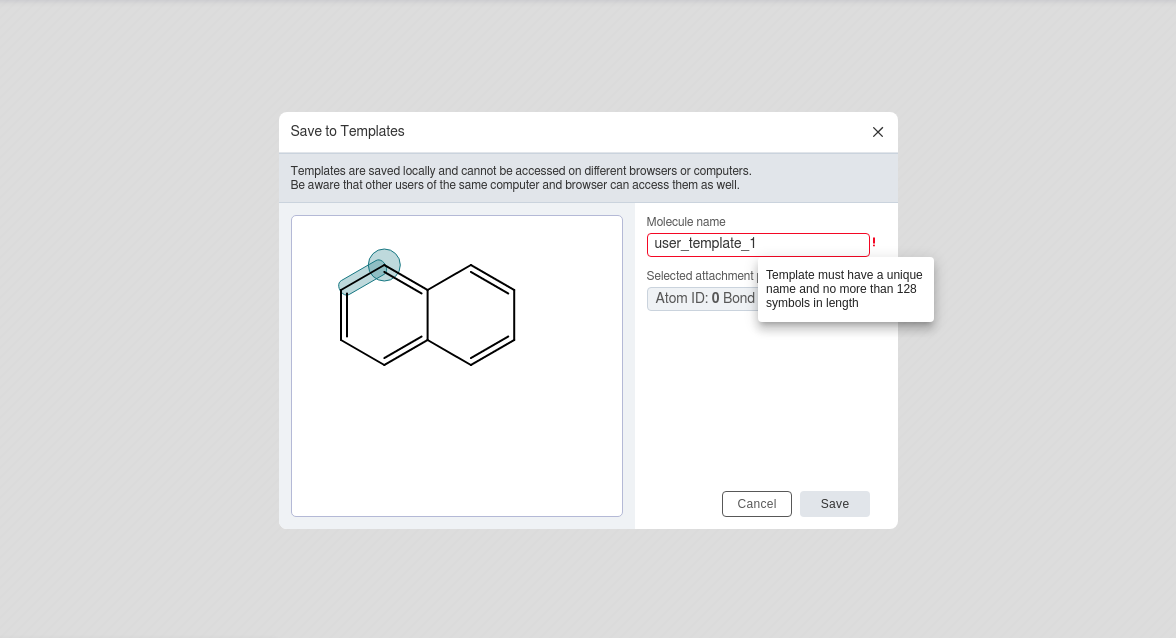 Save to Templates
Templates are saved locally and cannot be accessed on different browsers or computers.
Be aware that other users of the same computer and browser can access them as well.
Molecule name
user_template_1
!
Selected attachment
Template must have a unique
name and no more than 128
symbols in length
Atom ID: 0 Bond
Cancel
Save